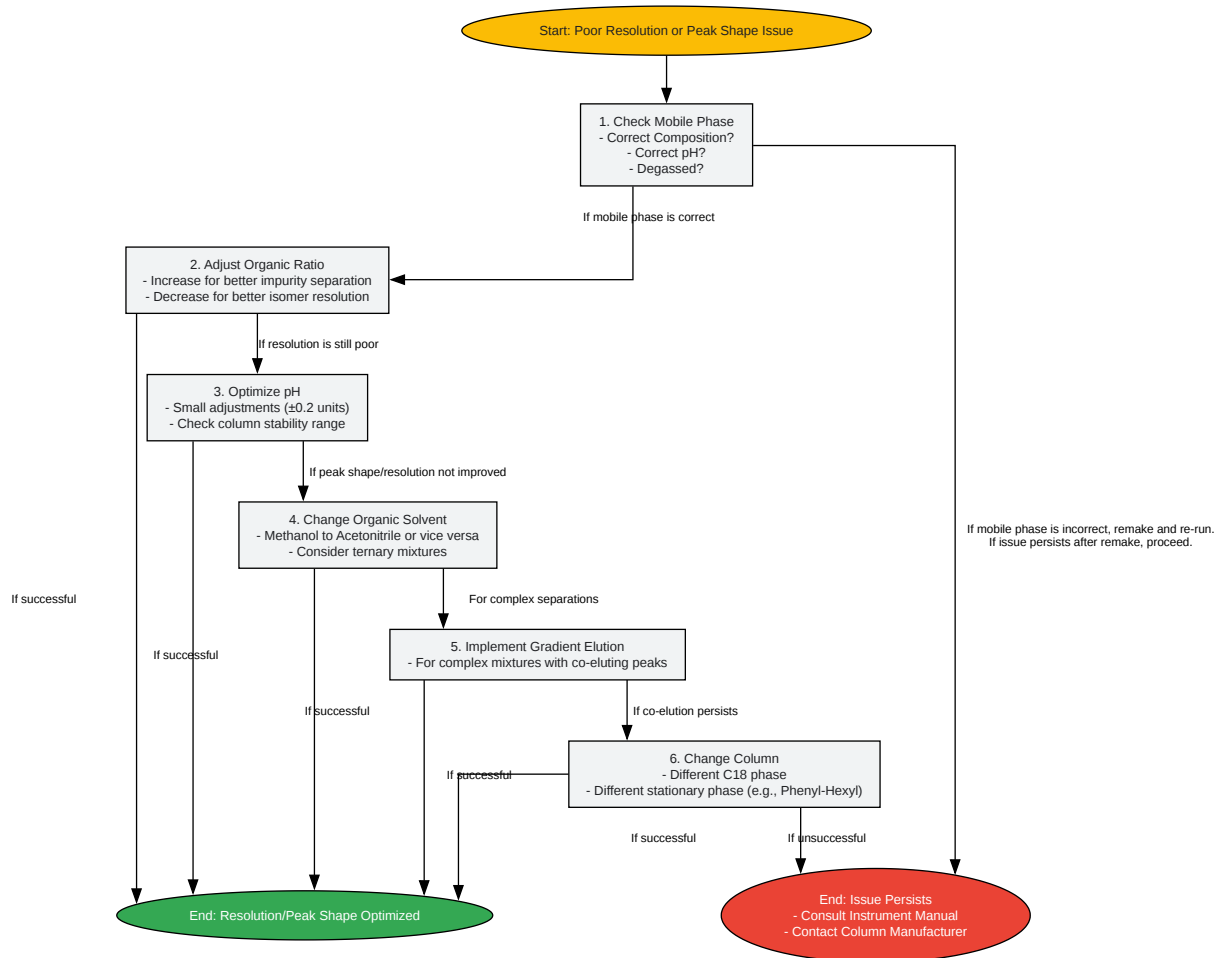 Start: Poor Resolution or Peak Shape Issue
1. Check Mobile Phase
- Correct Composition?
- Correct pH?
- Degassed?
If mobile phase is correct
2. Adjust Organic Ratio
- Increase for better impurity separation
- Decrease for better isomer resolution
If resolution is still poor
3. Optimize pH
- Small adjustments (±0.2 units)
- Check column stability range
If peak shape/resolution not improved
4. Change Organic Solvent
- Methanol to Acetonitrile or vice versa
- Consider ternary mixtures
If mobile phase is incorrect, remake and re-run.
If issue persists after remake, proceed.
If successful
For complex separations
5. Implement Gradient Elution
- For complex mixtures with co-eluting peaks
If successful
If successful
If co-elution persists
6. Change Column
- Different C18 phase
- Different stationary phase (e.g., Phenyl-Hexyl)
If successful
If successful
If unsuccessful
End: Resolution/Peak Shape Optimized
End: Issue Persists
- Consult Instrument Manual
- Contact Column Manufacturer